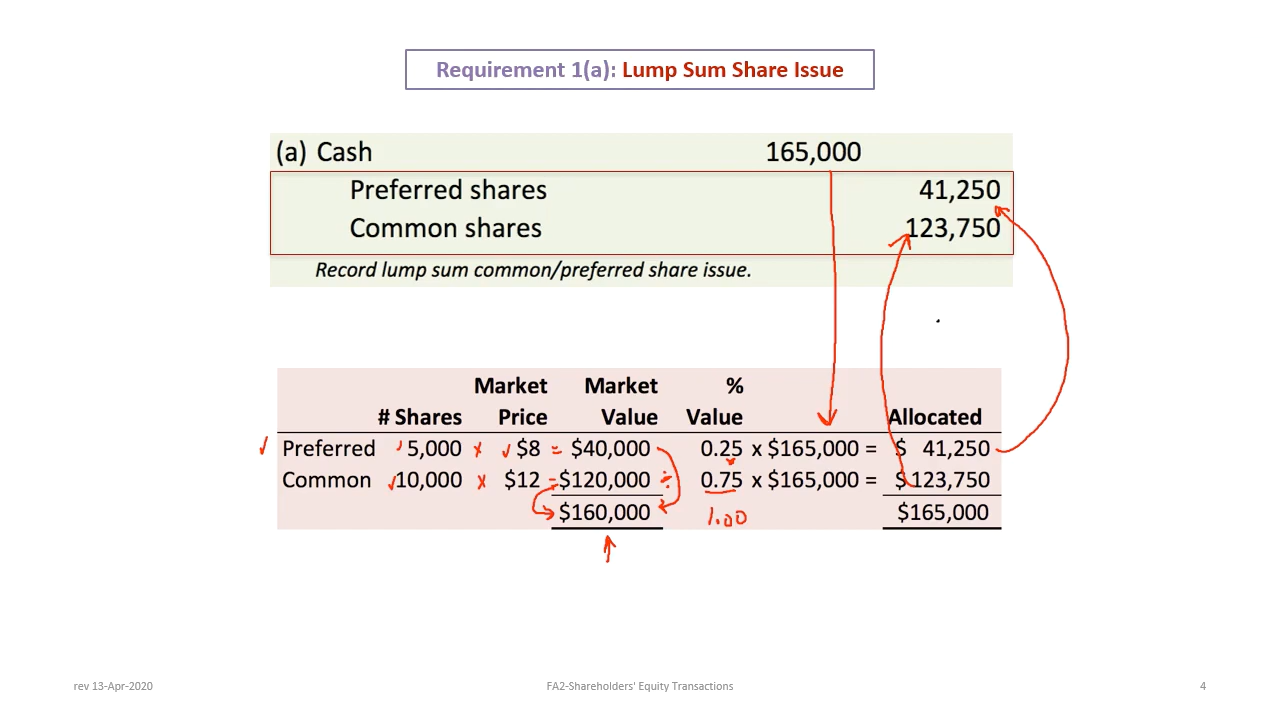 Requirement 1(a): Lump Sum Share Issue
(a) Cash 165,000
Preferred shares 41,250
Common shares 123,750
Record lump sum common/preferred share issue.
Market Market %
# Shares Price Value Value Allocated
Preferred 5,000 x $8 = $40,000 0.25 x $165,000 = $ 41,250
Common 10,000 x $12 = $120,000 ÷ 0.75 x $165,000 = $ 123,750
$160,000 1.00 $165,000
rev 13-Apr-2020 FA2-Shareholders' Equity Transactions 4